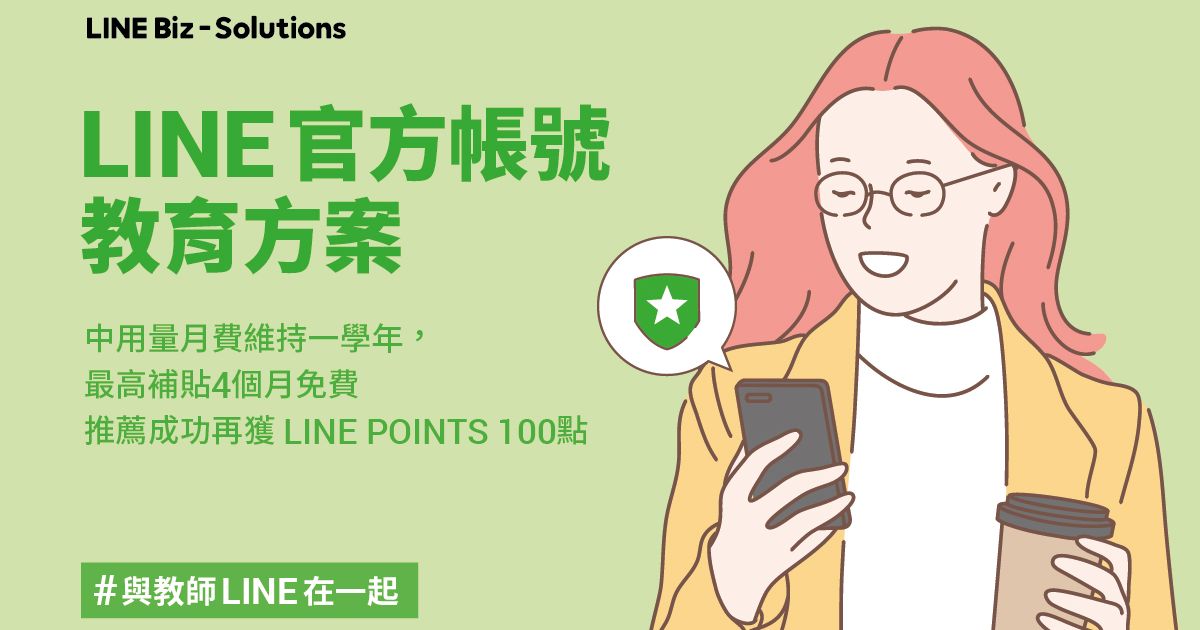 LINE Biz-Solutions
LINE 官方帳號
教育方案
中用量月費維持一學年，
最高補貼4個月免費
推薦成功再獲 LINE POINTS 100點
#與教師LINE在一起